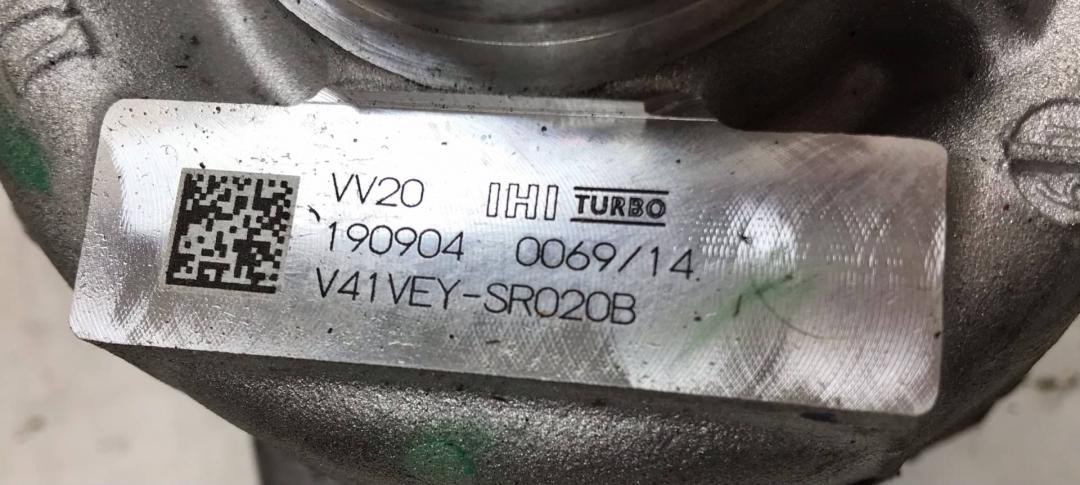 VV20 IHI TURBO
190904 0069/14
V41VEY-SR020B